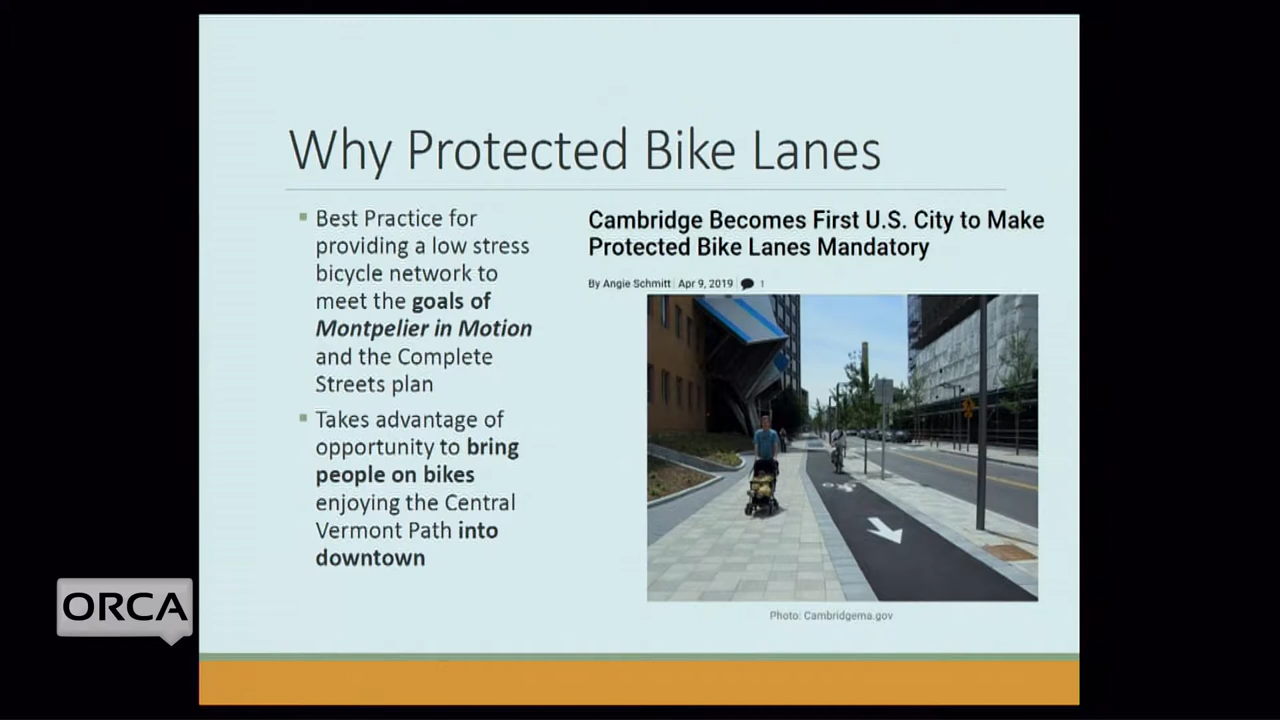 Why Protected Bike Lanes
Best Practice for
providing a low stress
bicycle network to
meet the goals of
Montpelier in Motion
and the Complete
Streets plan
Takes advantage of
opportunity to bring
people on bikes
enjoying the Central
Vermont Path into
downtown
Cambridge Becomes First U.S. City to Make
Protected Bike Lanes Mandatory
By Angie Schmitt | Apr 9, 2019 | 1
Photo: Cambridgema.gov
ORCA